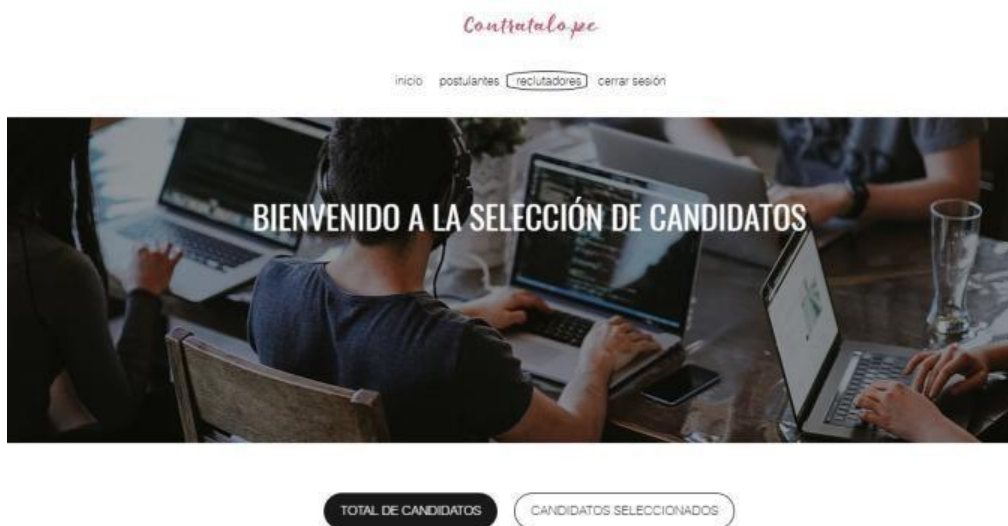 Contratalo.pe
inicio postulantes reclutadores cerrar sesión
BIENVENIDO A LA SELECCIÓN DE CANDIDATOS
TOTAL DE CANDIDATOS CANDIDATOS SELECCIONADOS